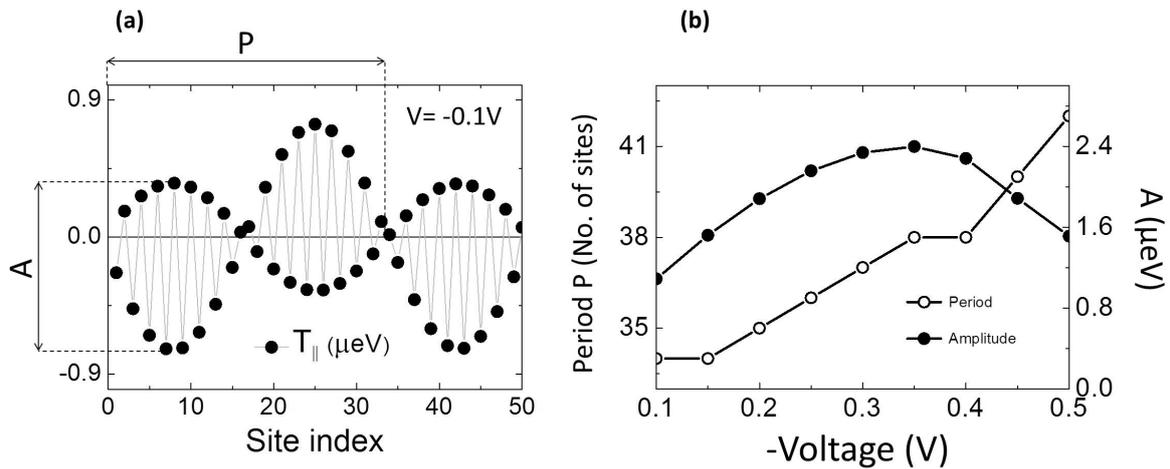 (a)
P
0.9
0.0
-0.9
A
V= -0.1V
T|| (μeV)
0 10 20 30 40 50
Site index
(b)
41
38
35
Period P (No. of sites)
2.4
1.6
0.8
0.0
A (μeV)
Period
Amplitude
0.1 0.2 0.3 0.4 0.5
-Voltage (V)